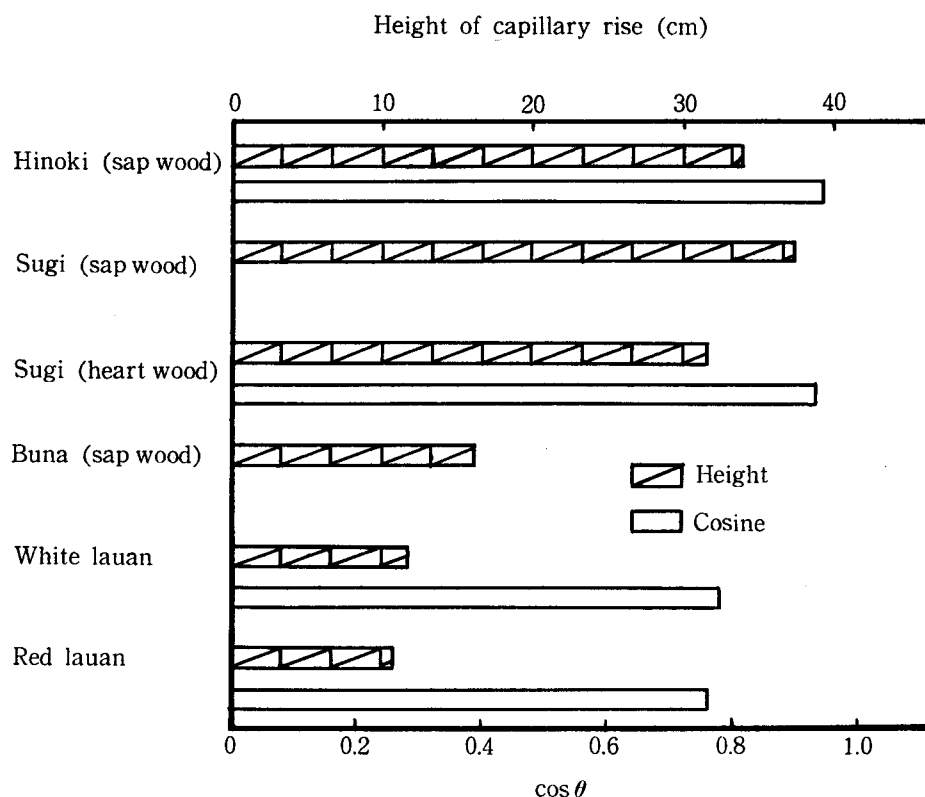 Height of capillary rise (cm)
0 10 20 30 40
Hinoki (sap wood)
Sugi (sap wood)
Sugi (heart wood)
Buna (sap wood)
Height
Cosine
White lauan
Red lauan
0 0.2 0.4 0.6 0.8 1.0
cos θ